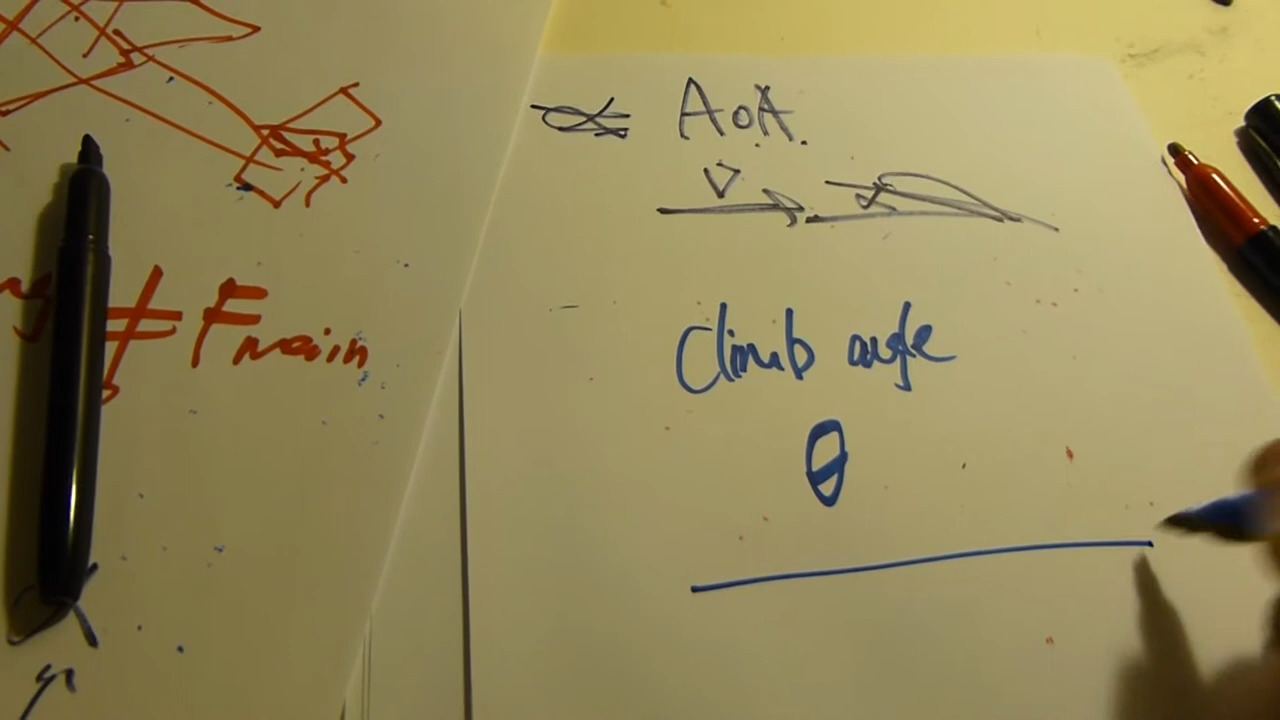 α AoA
V α
Climb angle
θ
≠ Fmain